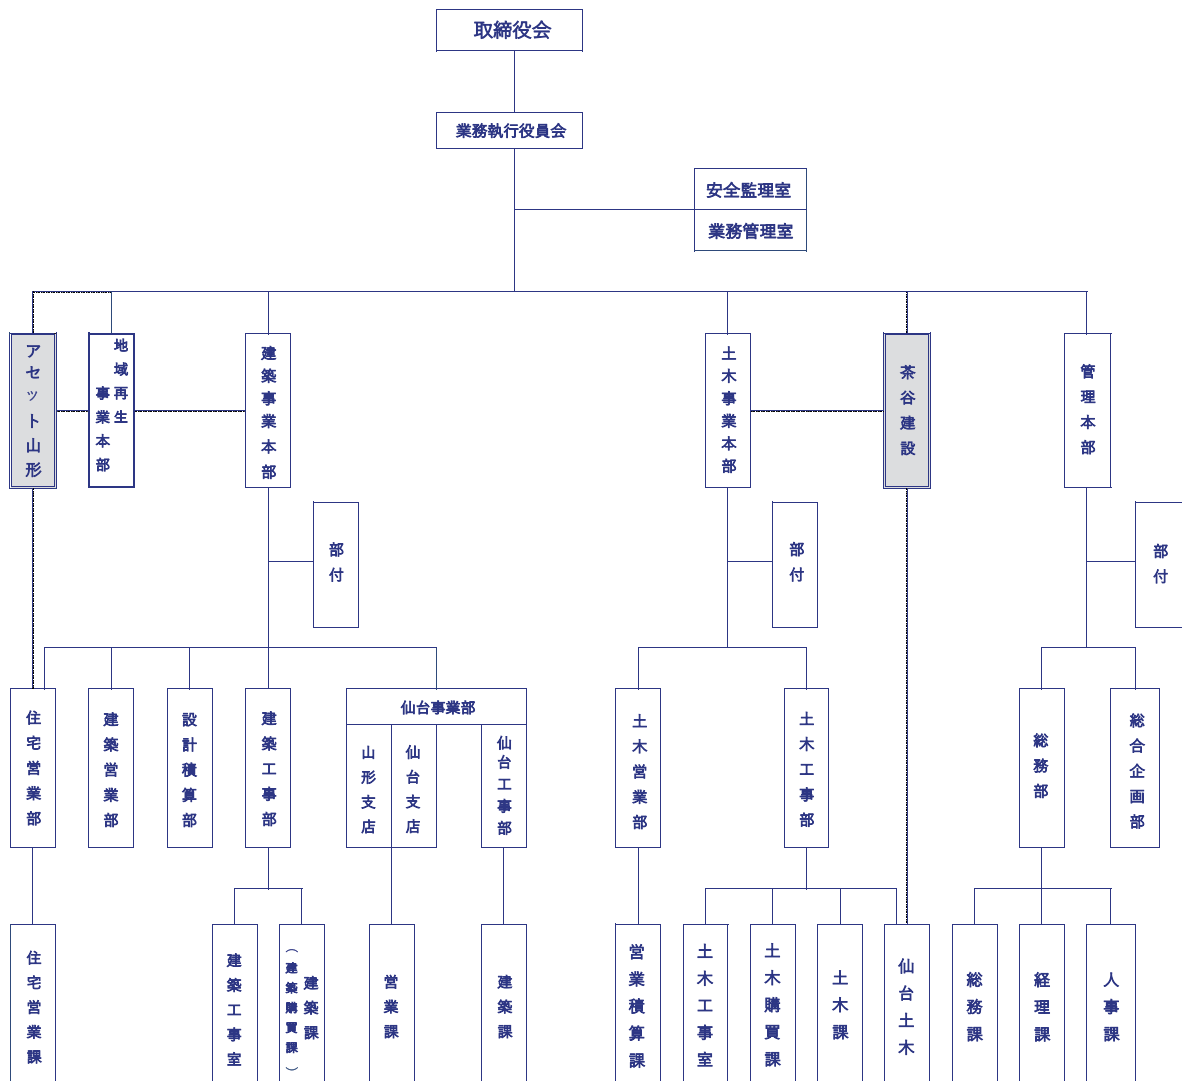 取締役会
業務執行役員会
安全監理室
業務管理室
アセット山形
地域再生
事業本部
建築事業本部
土木事業本部
茶谷建設
管理本部
部付
部付
部付
住宅営業部
建築営業部
設計積算部
建築工事部
仙台事業部
山形支店
仙台支店
仙台工事部
土木営業部
土木工事部
総務部
総合企画部
住宅営業課
建築工事室
建築課
（建築購買課）
営業課
建築課
営業積算課
土木工事室
土木購買課
土木課
仙台土木
総務課
経理課
人事課